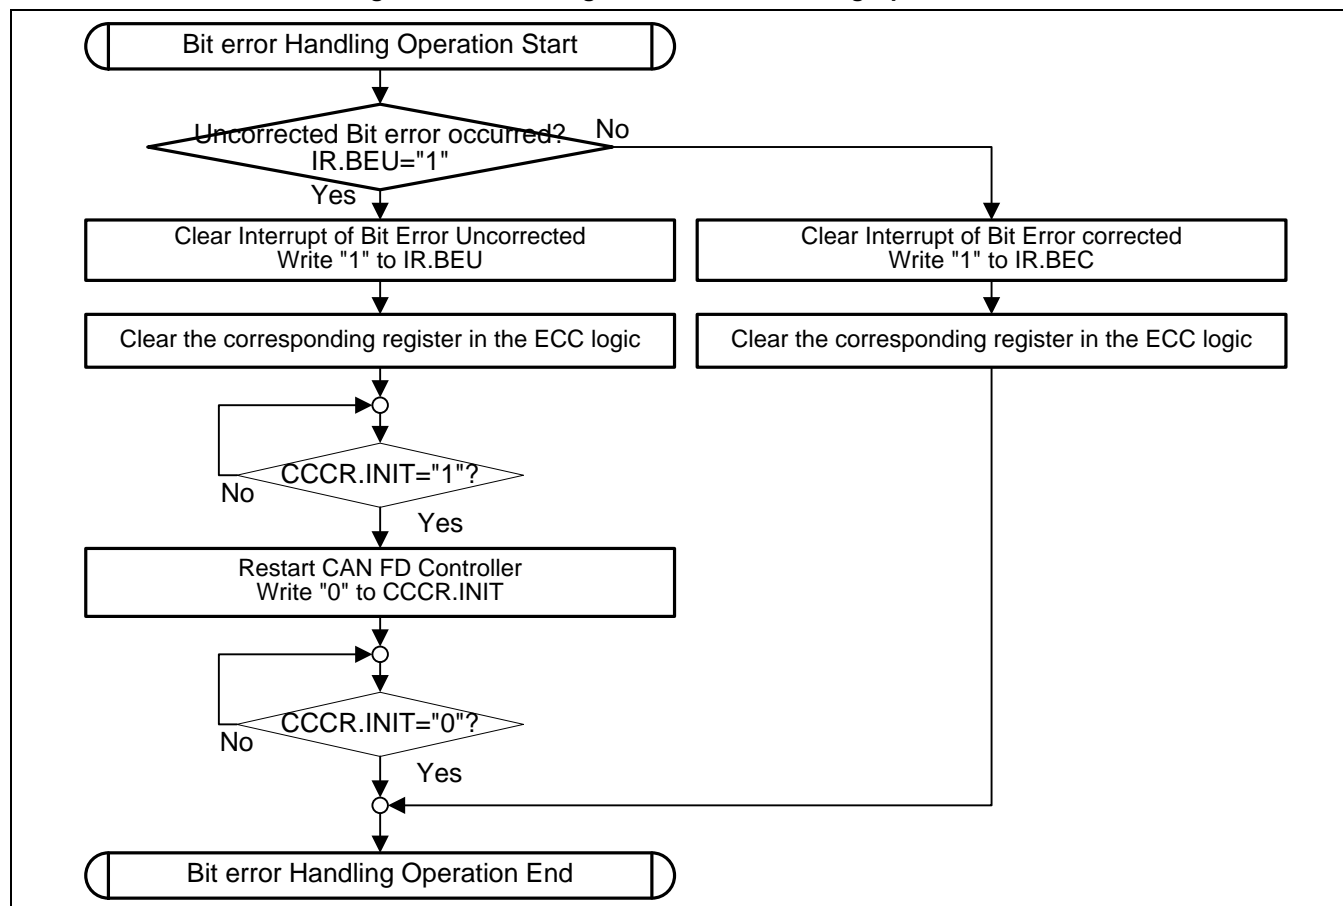 Bit error Handling Operation Start
Uncorrected Bit error occurred?
IR.BEU="1"
No
Yes
Clear Interrupt of Bit Error Uncorrected
Write "1" to IR.BEU
Clear Interrupt of Bit Error corrected
Write "1" to IR.BEC
Clear the corresponding register in the ECC logic
Clear the corresponding register in the ECC logic
CCCR.INIT="1"?
No
Yes
Restart CAN FD Controller
Write "0" to CCCR.INIT
CCCR.INIT="0"?
No
Yes
Bit error Handling Operation End